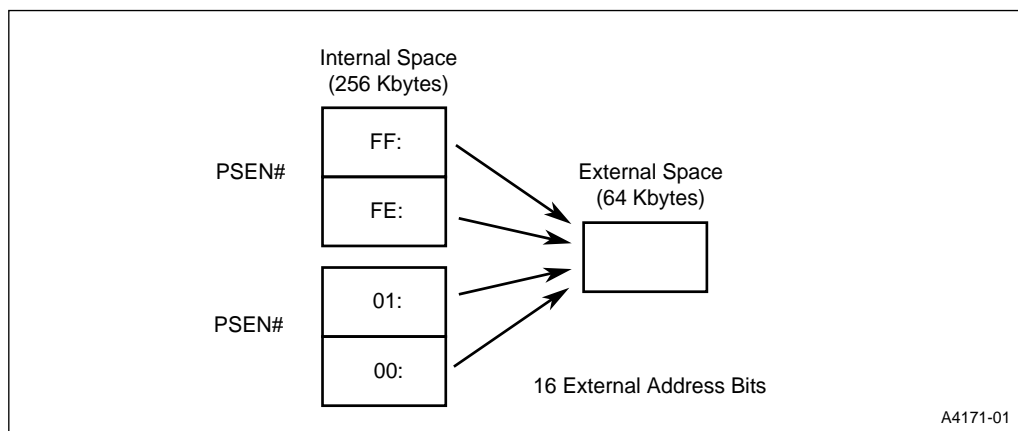 Internal Space
(256 Kbytes)
FF:
PSEN#
FE:
External Space
(64 Kbytes)
01:
PSEN#
00:
16 External Address Bits
A4171-01